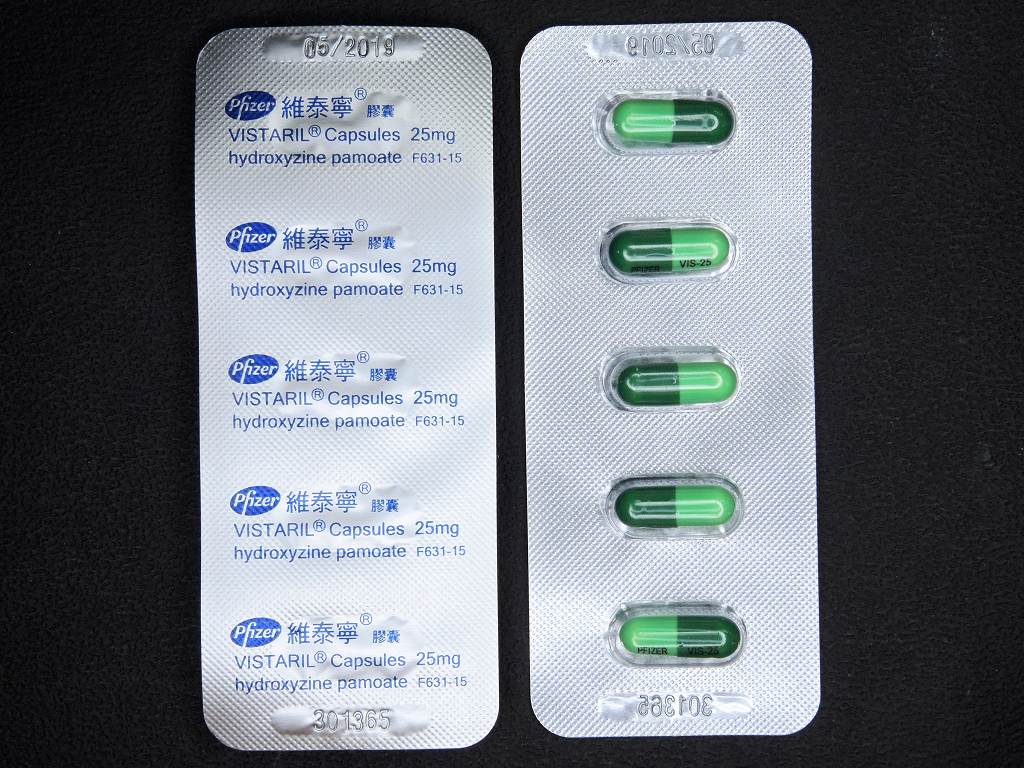 05/2019
Pfizer 維泰寧® 膠囊
VISTARIL® Capsules 25mg
hydroxyzine pamoate F631-15
Pfizer 維泰寧® 膠囊
VISTARIL® Capsules 25mg
hydroxyzine pamoate F631-15
Pfizer 維泰寧® 膠囊
VISTARIL® Capsules 25mg
hydroxyzine pamoate F631-15
Pfizer 維泰寧® 膠囊
VISTARIL® Capsules 25mg
hydroxyzine pamoate F631-15
Pfizer 維泰寧® 膠囊
VISTARIL® Capsules 25mg
hydroxyzine pamoate F631-15
301365
05/2019
PFIZER VIS-25
PFIZER VIS-25
301365